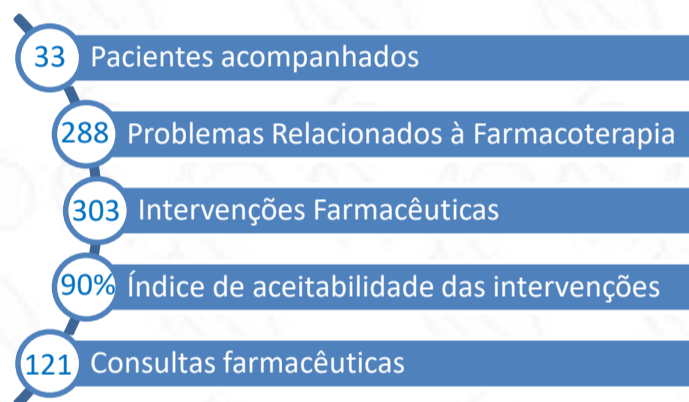 33 Pacientes acompanhados
288 Problemas Relacionados à Farmacoterapia
303 Intervenções Farmacêuticas
90% Índice de aceitabilidade das intervenções
121 Consultas farmacêuticas